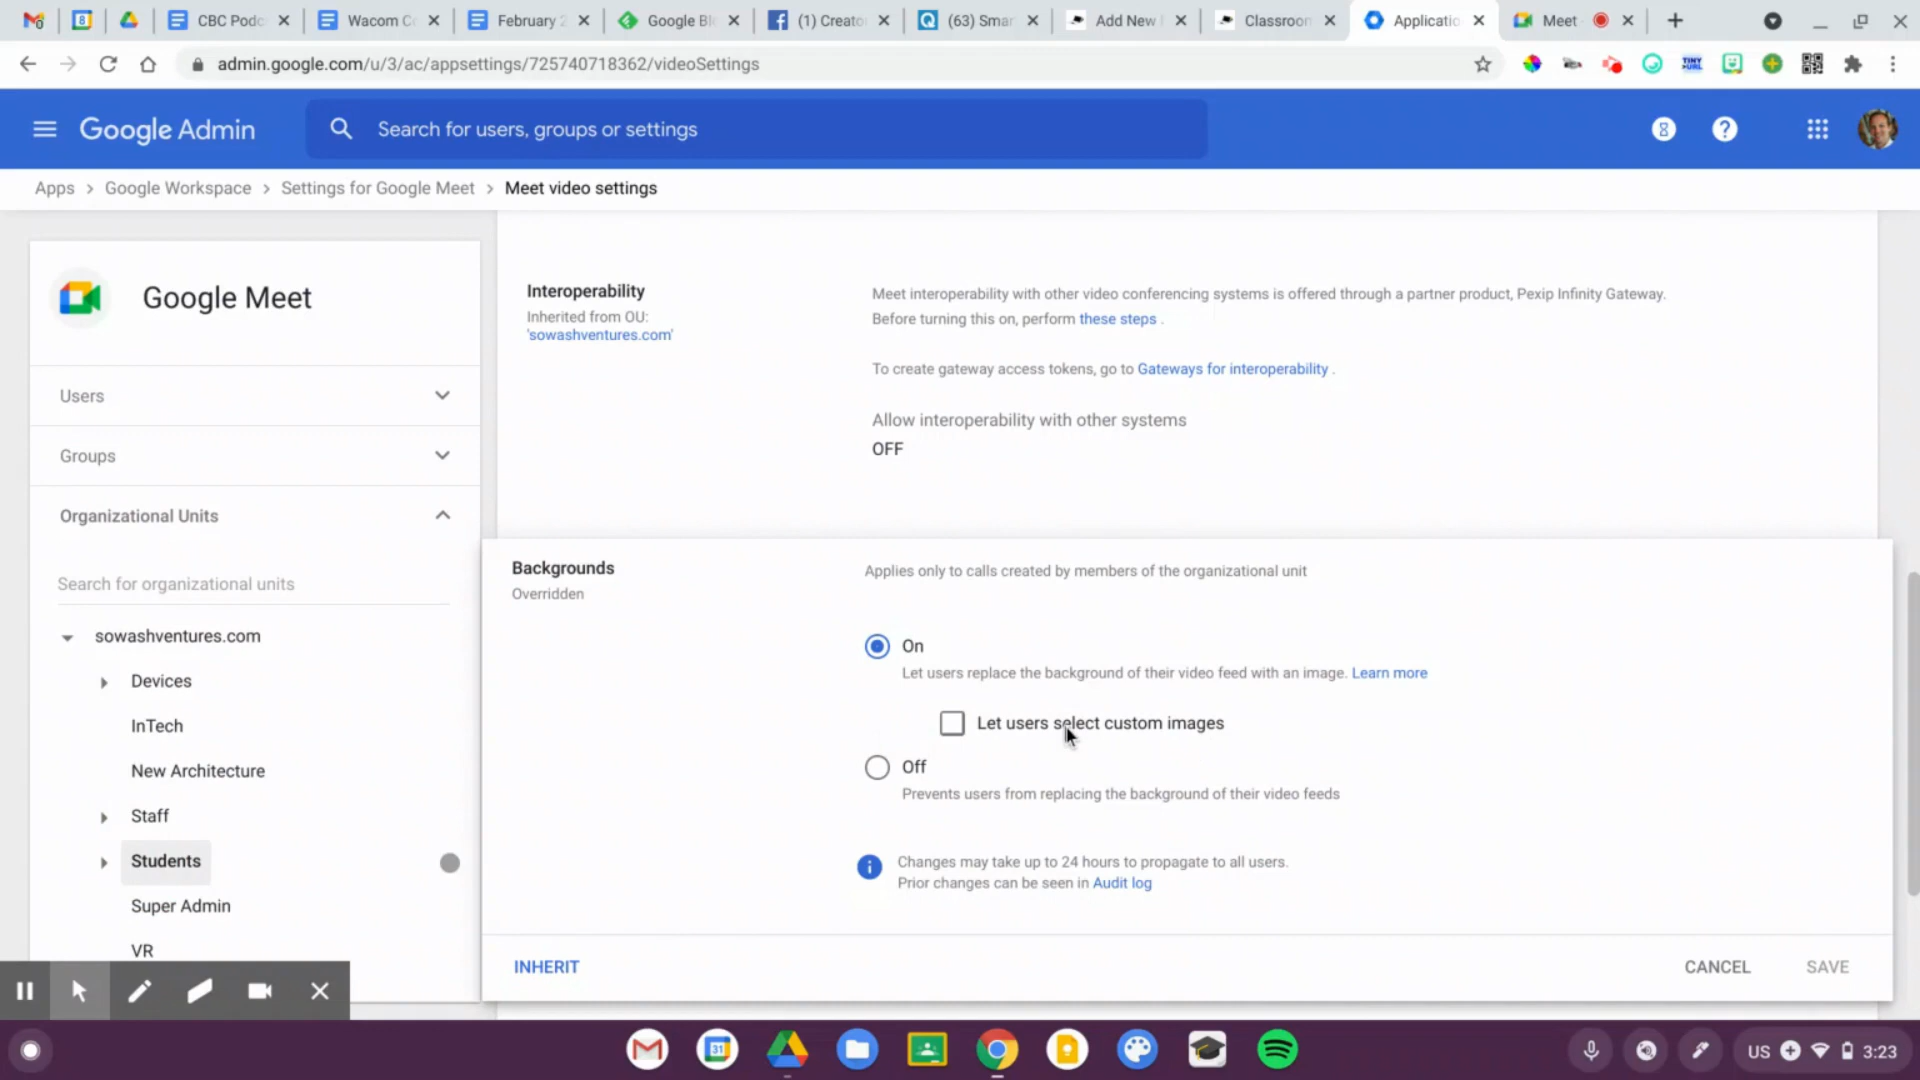 CBC Podc
Wacom Co
February 2
Google Bl
(1) Creato
(63) Smar
Add New
Classroom
Applicatio
Meet
admin.google.com/u/3/ac/appsettings/725740718362/videoSettings
Google Admin
Search for users, groups or settings
Apps > Google Workspace > Settings for Google Meet > Meet video settings
Google Meet
Users
Groups
Organizational Units
Search for organizational units
sowashventures.com
Devices
InTech
New Architecture
Staff
Students
Super Admin
VR
Interoperability
Inherited from OU:
'sowashventures.com'
Meet interoperability with other video conferencing systems is offered through a partner product, Pexip Infinity Gateway.
Before turning this on, perform these steps .
To create gateway access tokens, go to Gateways for interoperability .
Allow interoperability with other systems
OFF
Backgrounds
Overridden
Applies only to calls created by members of the organizational unit
On
Let users replace the background of their video feed with an image. Learn more
Let users select custom images
Off
Prevents users from replacing the background of their video feeds
Changes may take up to 24 hours to propagate to all users.
Prior changes can be seen in Audit log
INHERIT
CANCEL
SAVE
31
US
3:23